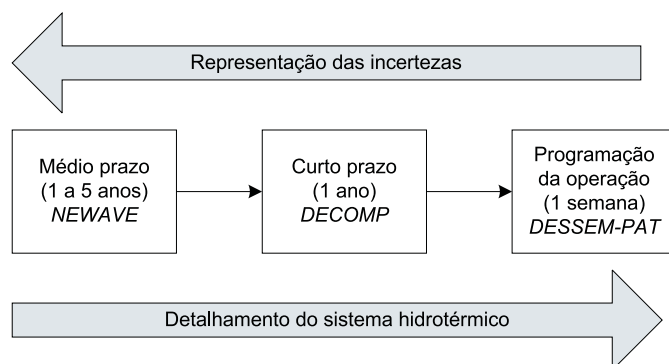 Representação das incertezas
Médio prazo
(1 a 5 anos)
NEWAVE
Curto prazo
(1 ano)
DECOMP
Programação
da operação
(1 semana)
DESSEM-PAT
Detalhamento do sistema hidrotérmico